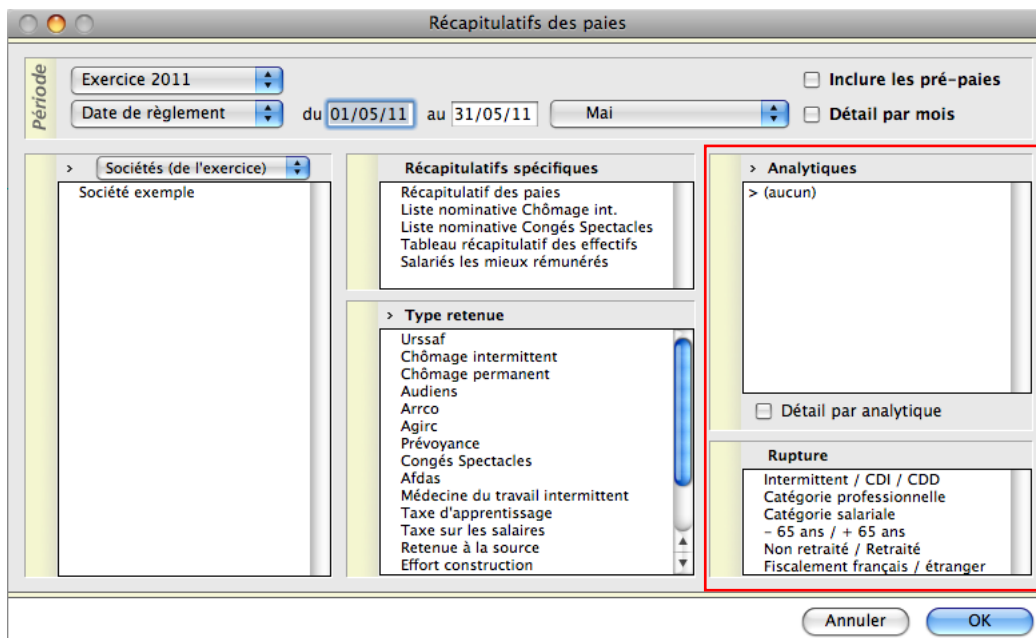 Récapitulatifs des paies
Période
Exercice 2011
Inclure les pré-paies
Date de règlement du 01/05/11 au 31/05/11 Mai Détail par mois
> Sociétés (de l'exercice)
Société exemple
Récapitulatifs spécifiques
Récapitulatif des paies
Liste nominative Chômage int.
Liste nominative Congés Spectacles
Tableau récapitulatif des effectifs
Salariés les mieux rémunérés
> Type retenue
Urssaf
Chômage intermittent
Chômage permanent
Audiens
Arrco
Agirc
Prévoyance
Congés Spectacles
Afdas
Médecine du travail intermittent
Taxe d'apprentissage
Taxe sur les salaires
Retenue à la source
Effort construction
> Analytiques
> (aucun)
Détail par analytique
Rupture
Intermittent / CDI / CDD
Catégorie professionnelle
Catégorie salariale
- 65 ans / + 65 ans
Non retraité / Retraité
Fiscalement français / étranger
Annuler OK